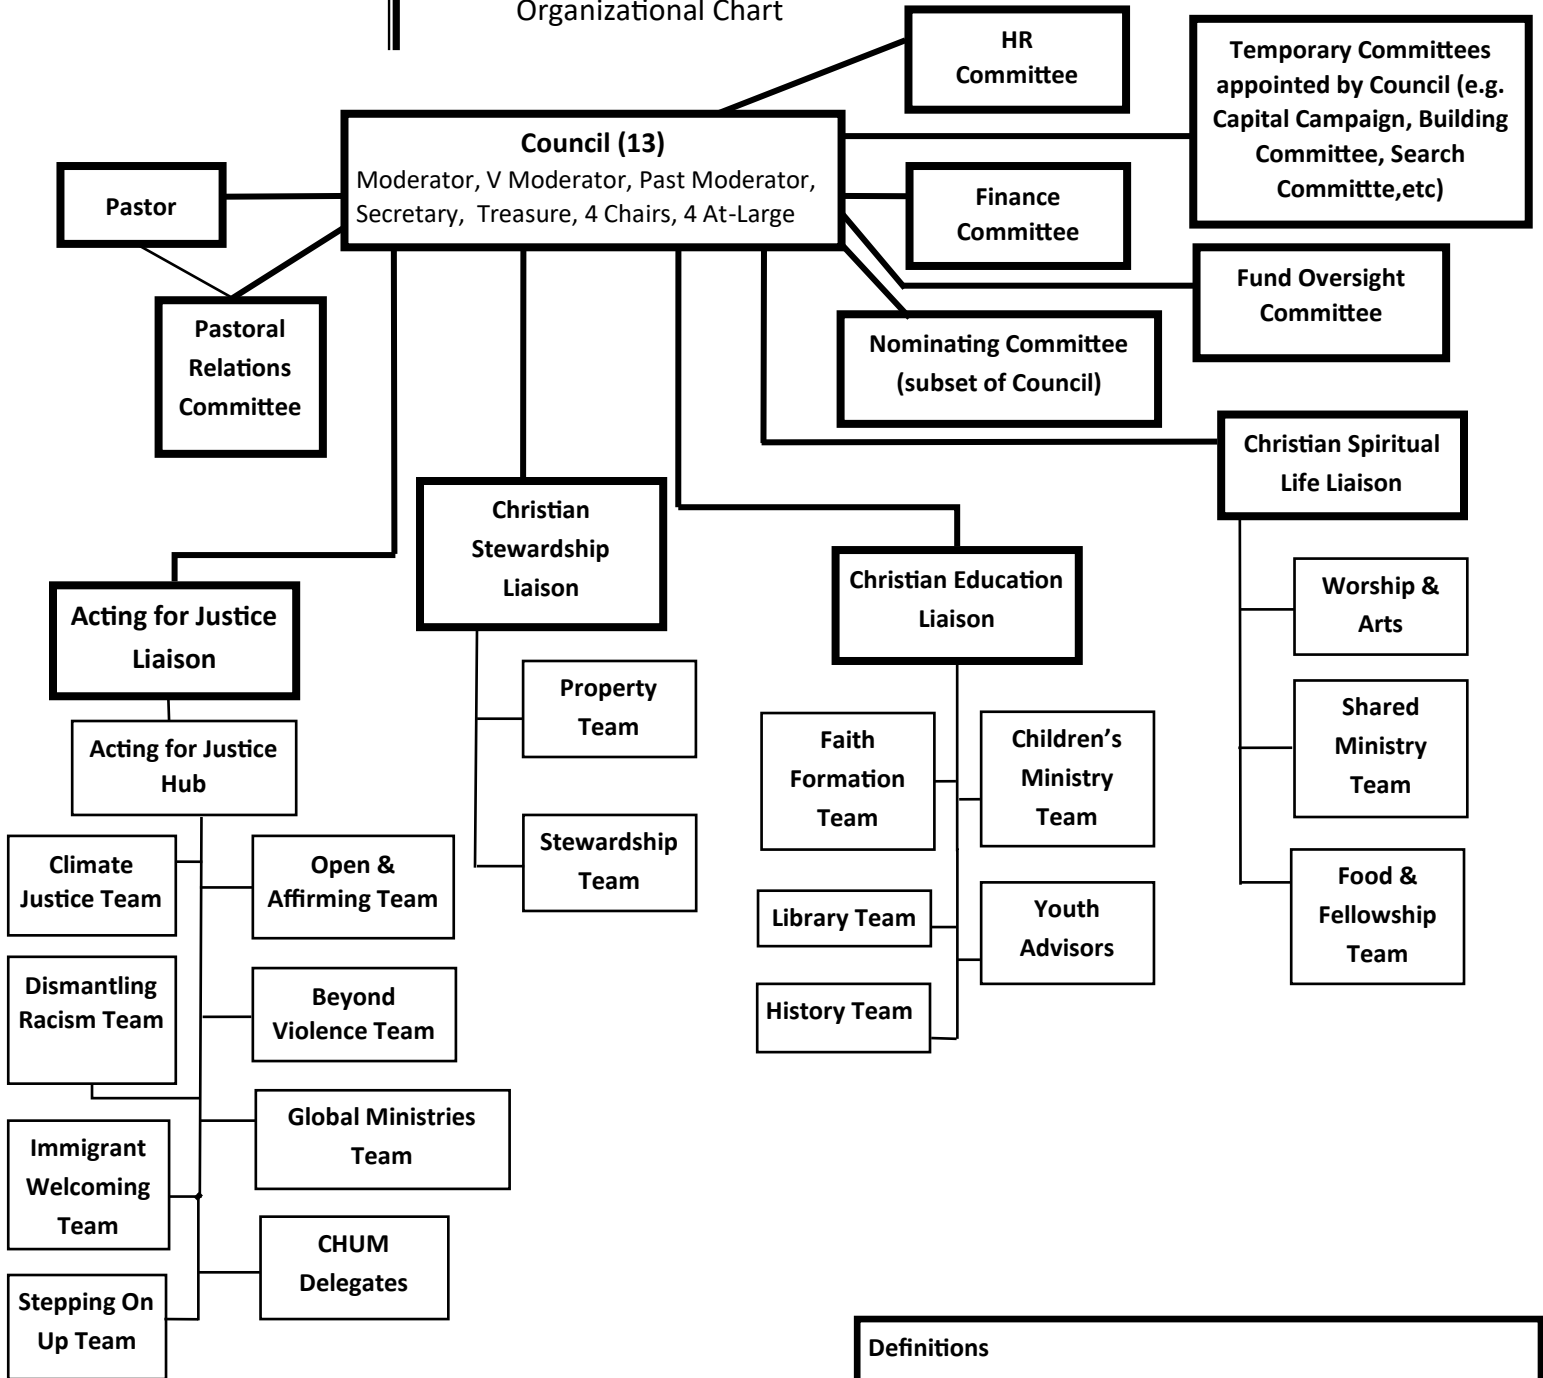 Organizational Chart
HR
Committee
Temporary Committees
appointed by Council (e.g.
Capital Campaign, Building
Committee, Search
Committte,etc)
Council (13)
Moderator, V Moderator, Past Moderator,
Secretary, Treasure, 4 Chairs, 4 At-Large
Pastor
Finance
Committee
Fund Oversight
Committee
Pastoral
Relations
Committee
Nominating Committee
(subset of Council)
Christian Spiritual
Life Liaison
Christian
Stewardship
Liaison
Christian Education
Liaison
Acting for Justice
Liaison
Worship &
Arts
Property
Team
Shared
Ministry
Team
Acting for Justice
Hub
Faith
Formation
Team
Children’s
Ministry
Team
Stewardship
Team
Climate
Justice Team
Open &
Affirming Team
Food &
Fellowship
Team
Library Team
Youth
Advisors
Dismantling
Racism Team
Beyond
Violence Team
History Team
Global Ministries
Team
Immigrant
Welcoming
Team
CHUM
Delegates
Stepping On
Up Team
Definitions